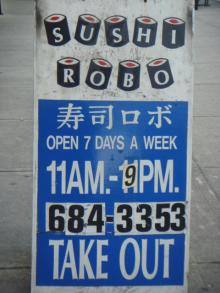 SUSHI
ROBO
寿司ロボ
OPEN 7 DAYS A WEEK
11AM.-9PM.
684-3353
TAKE OUT